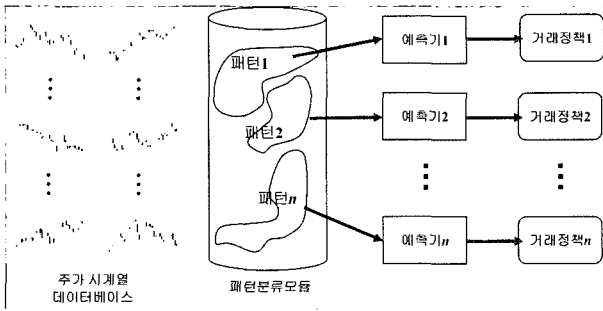 패턴1
예측기1
거래정책1
패턴2
예측기2
거래정책2
패턴n
예측기n
거래정책n
주가 시계열
데이터베이스
패턴분류모듈